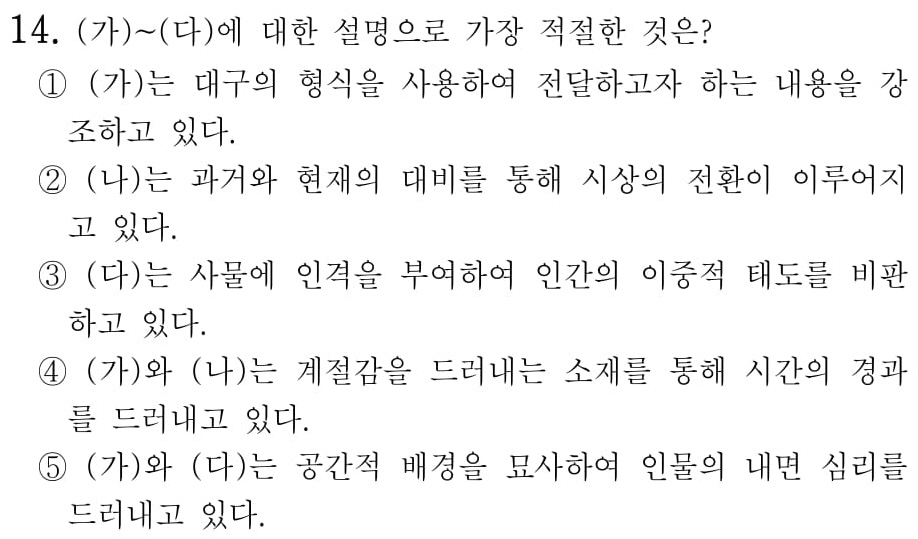 14. (가)~(다)에 대한 설명으로 가장 적절한 것은?
① (가)는 대구의 형식을 사용하여 전달하고자 하는 내용을 강
조하고 있다.
② (나)는 과거와 현재의 대비를 통해 시상의 전환이 이루어지
고 있다.
③ (다)는 사물에 인격을 부여하여 인간의 이중적 태도를 비판
하고 있다.
④ (가)와 (나)는 계절감을 드러내는 소재를 통해 시간의 경과
를 드러내고 있다.
⑤ (가)와 (다)는 공간적 배경을 묘사하여 인물의 내면 심리를
드러내고 있다.